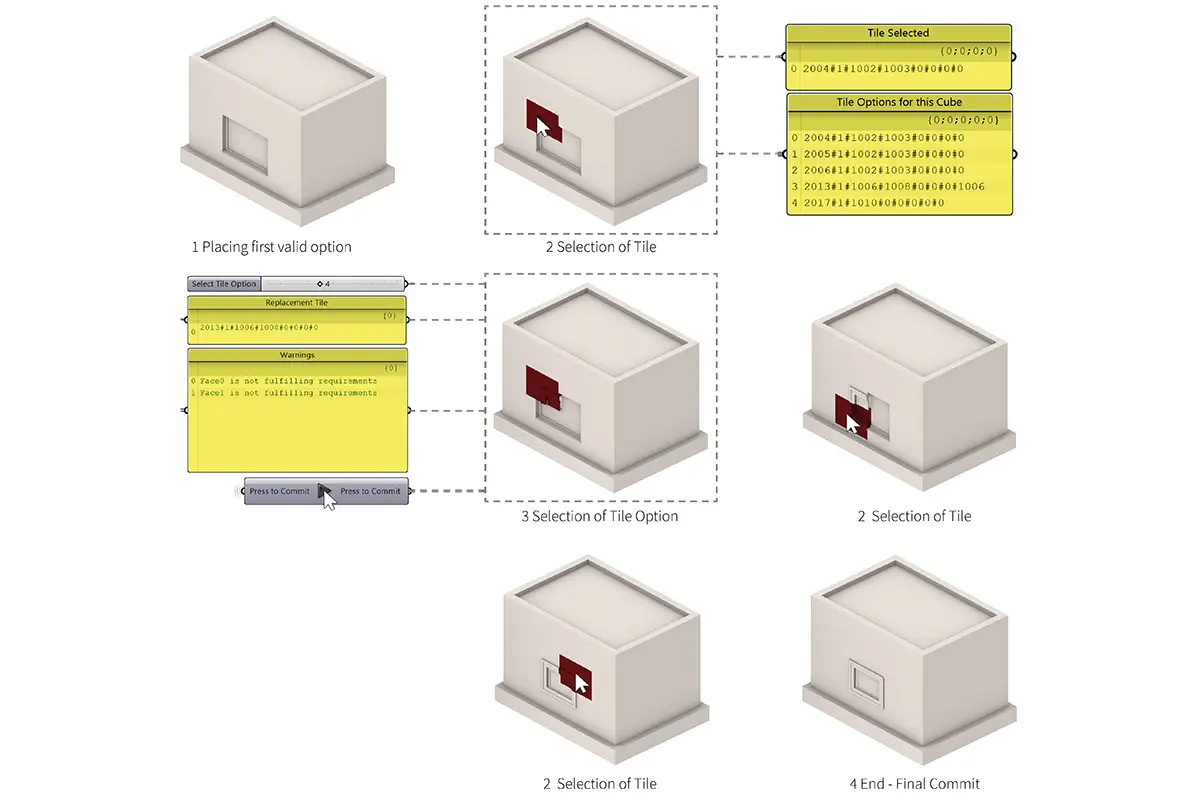 Tile Selected
{0;0;0;0}
0 2004#1#1002#1003#0#0#0#0
Tile Options for this Cube
{0;0;0;0;0}
0 2004#1#1002#1003#0#0#0#0
1 2005#1#1002#1003#0#0#0#0
2 2006#1#1002#1003#0#0#0#0
3 2013#1#1006#1008#0#0#0#1006
4 2017#1#1010#0#0#0#0#0
1 Placing first valid option
2 Selection of Tile
Select Tile Option ◇ 4
Replacement Tile
{0}
0 2013#1#1006#1008#0#0#0#0
Warnings
{0}
0 Face0 is not fulfilling requirements
1 Face1 is not fulfilling requirements
Press to Commit Press to Commit
3 Selection of Tile Option
2 Selection of Tile
2 Selection of Tile
4 End - Final Commit